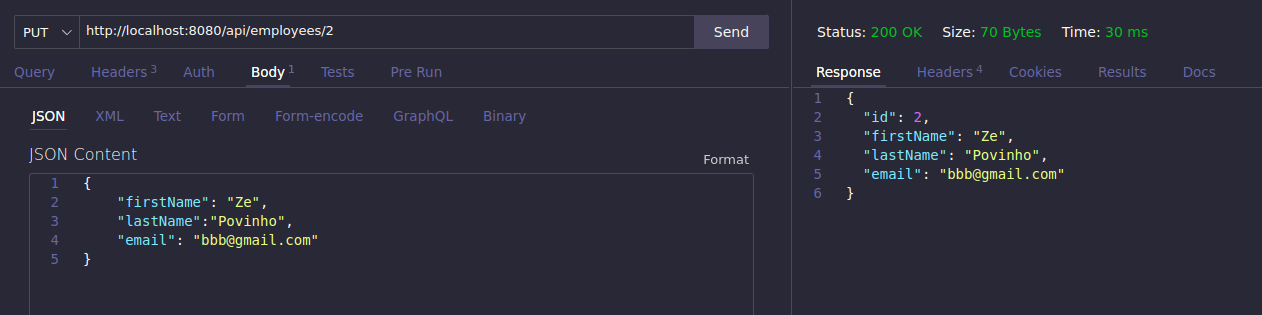 PUT http://localhost:8080/api/employees/2 Send
Query Headers 3 Auth Body 1 Tests Pre Run
JSON XML Text Form Form-encode GraphQL Binary
JSON Content
Format
1 {
2 "firstName": "Ze",
3 "lastName":"Povinho",
4 "email": "bbb@gmail.com"
5 }
Status: 200 OK Size: 70 Bytes Time: 30 ms
Response Headers 4 Cookies Results Docs
1 {
2 "id": 2,
3 "firstName": "Ze",
4 "lastName": "Povinho",
5 "email": "bbb@gmail.com"
6 }